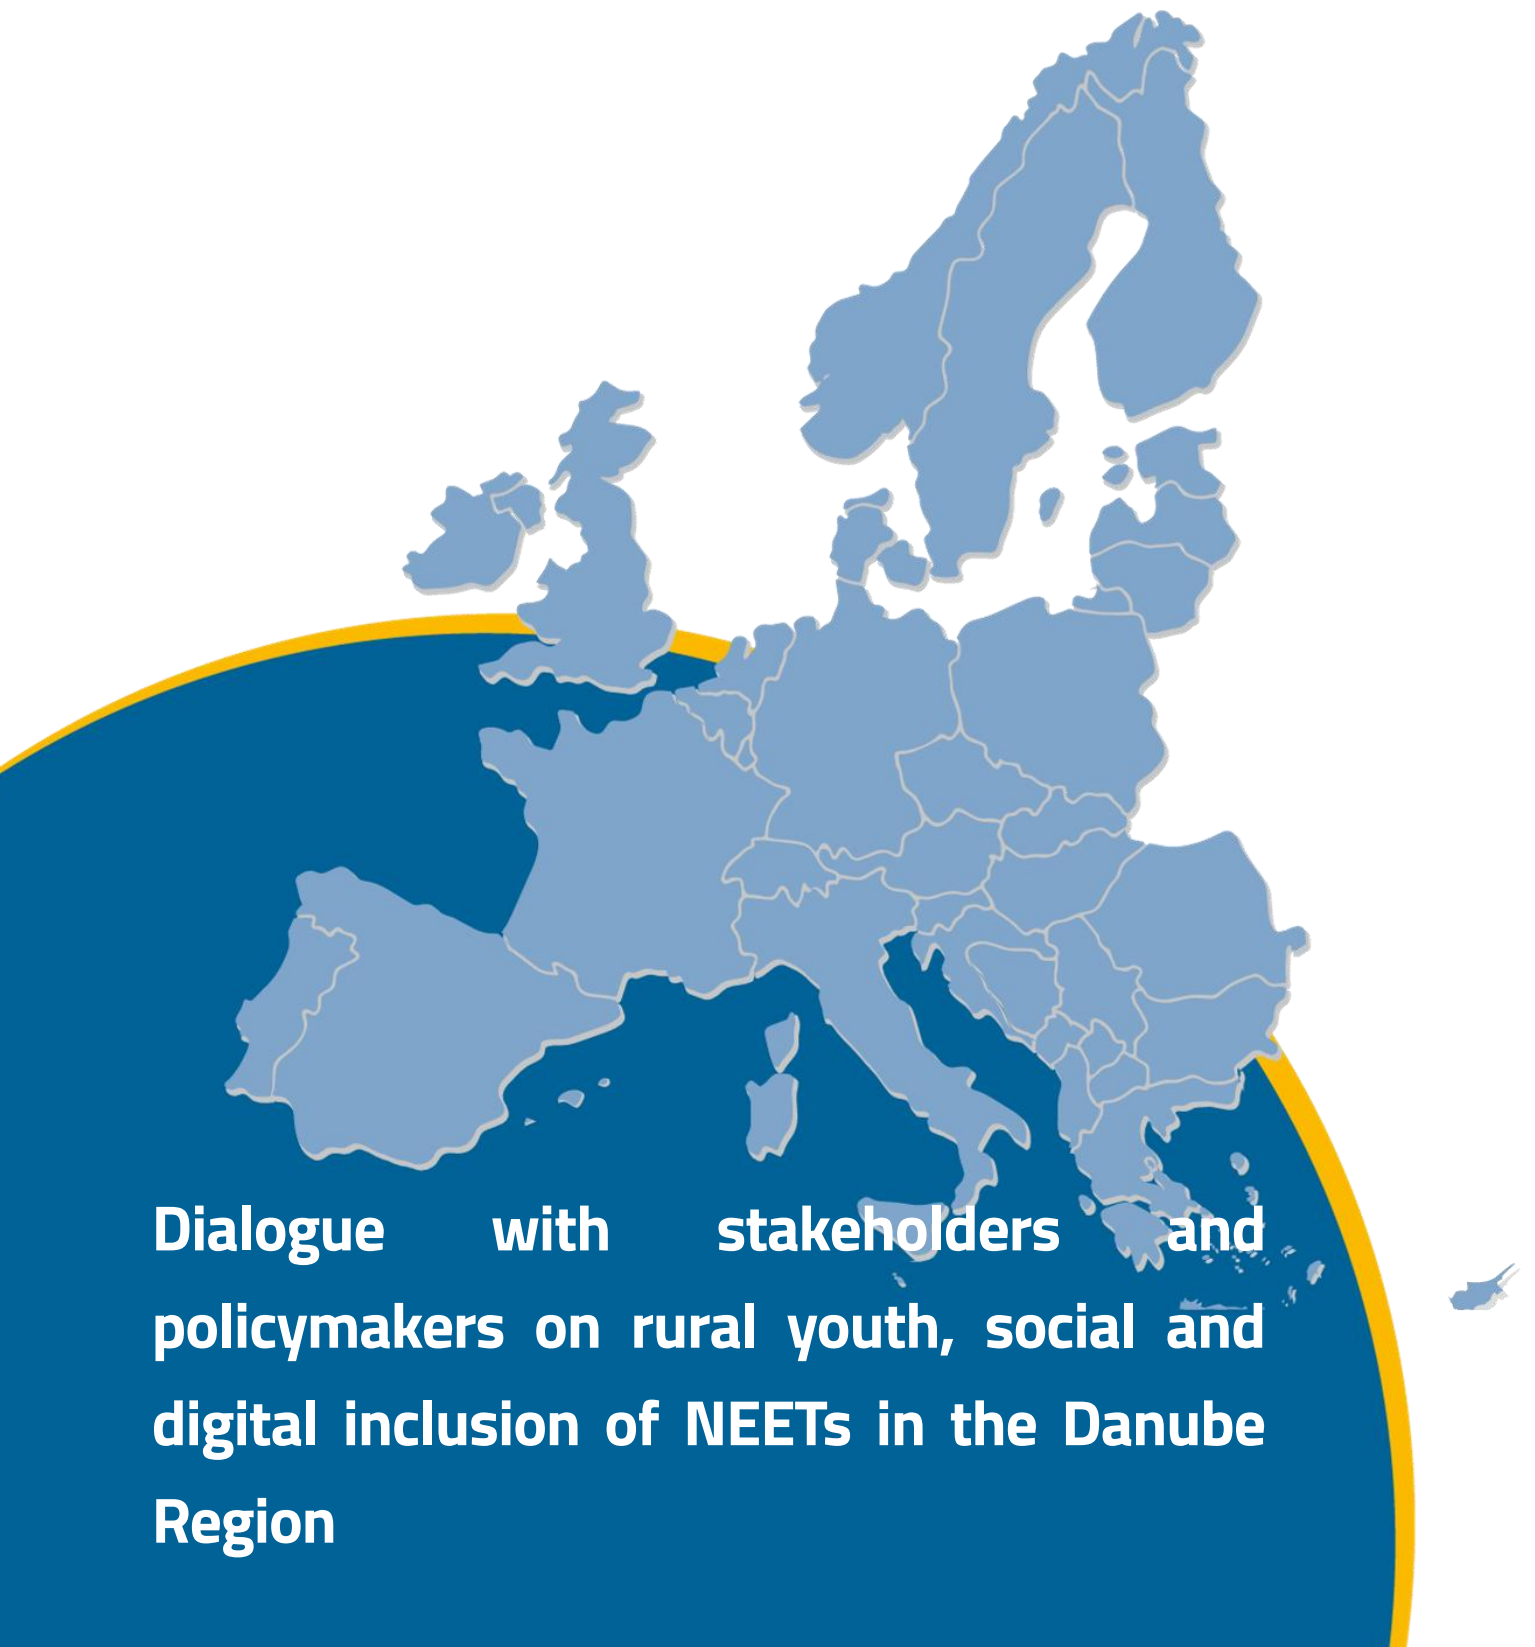 Dialogue with stakeholders and
policymakers on rural youth, social and
digital inclusion of NEETs in the Danube
Region